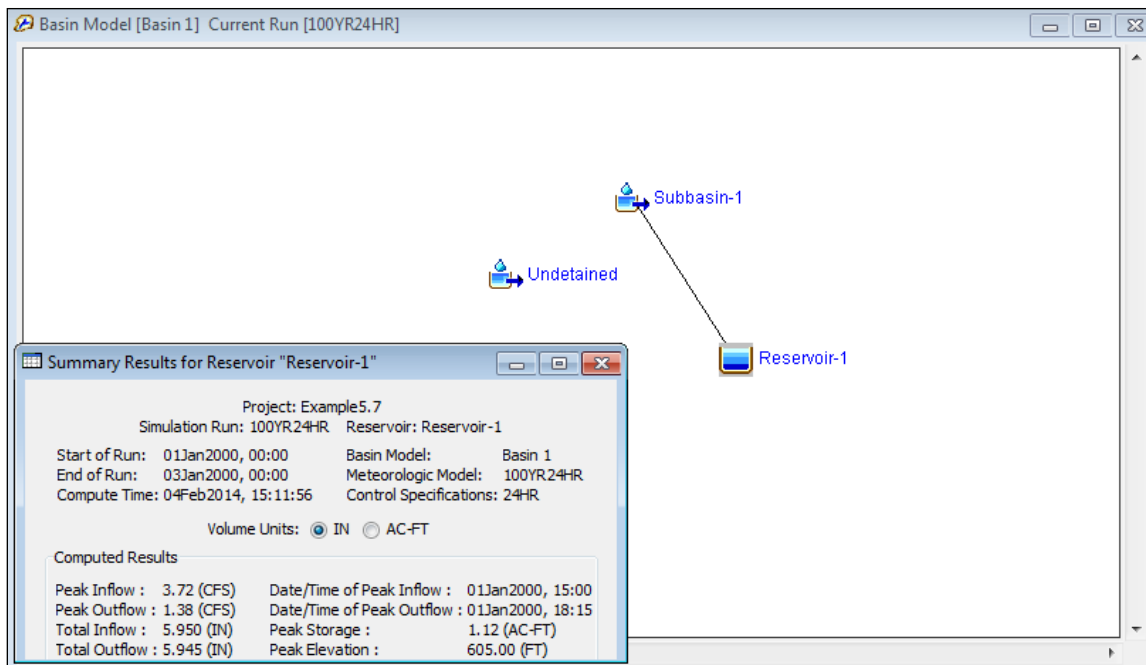 Basin Model [Basin 1] Current Run [100YR24HR]
Subbasin-1
Undetained
Reservoir-1
Summary Results for Reservoir "Reservoir-1"
Project: Example5.7
Simulation Run: 100YR24HR Reservoir: Reservoir-1
Start of Run: 01Jan2000, 00:00 Basin Model: Basin 1
End of Run: 03Jan2000, 00:00 Meteorologic Model: 100YR24HR
Compute Time: 04Feb2014, 15:11:56 Control Specifications: 24HR
Volume Units: IN AC-FT
Computed Results
Peak Inflow : 3.72 (CFS) Date/Time of Peak Inflow : 01Jan2000, 15:00
Peak Outflow : 1.38 (CFS) Date/Time of Peak Outflow : 01Jan2000, 18:15
Total Inflow : 5.950 (IN) Peak Storage : 1.12 (AC-FT)
Total Outflow : 5.945 (IN) Peak Elevation : 605.00 (FT)